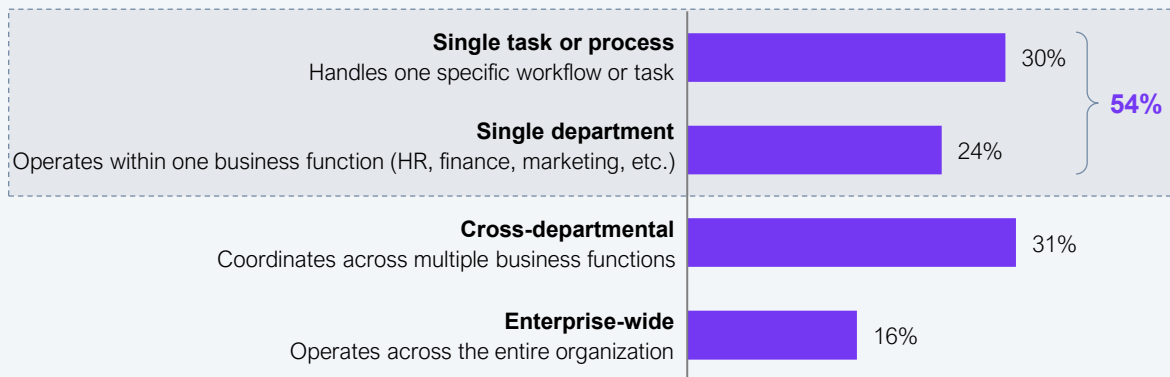 Single task or process
Handles one specific workflow or task
30%
54%
Single department
Operates within one business function (HR, finance, marketing, etc.)
24%
Cross-departmental
Coordinates across multiple business functions
31%
Enterprise-wide
Operates across the entire organization
16%